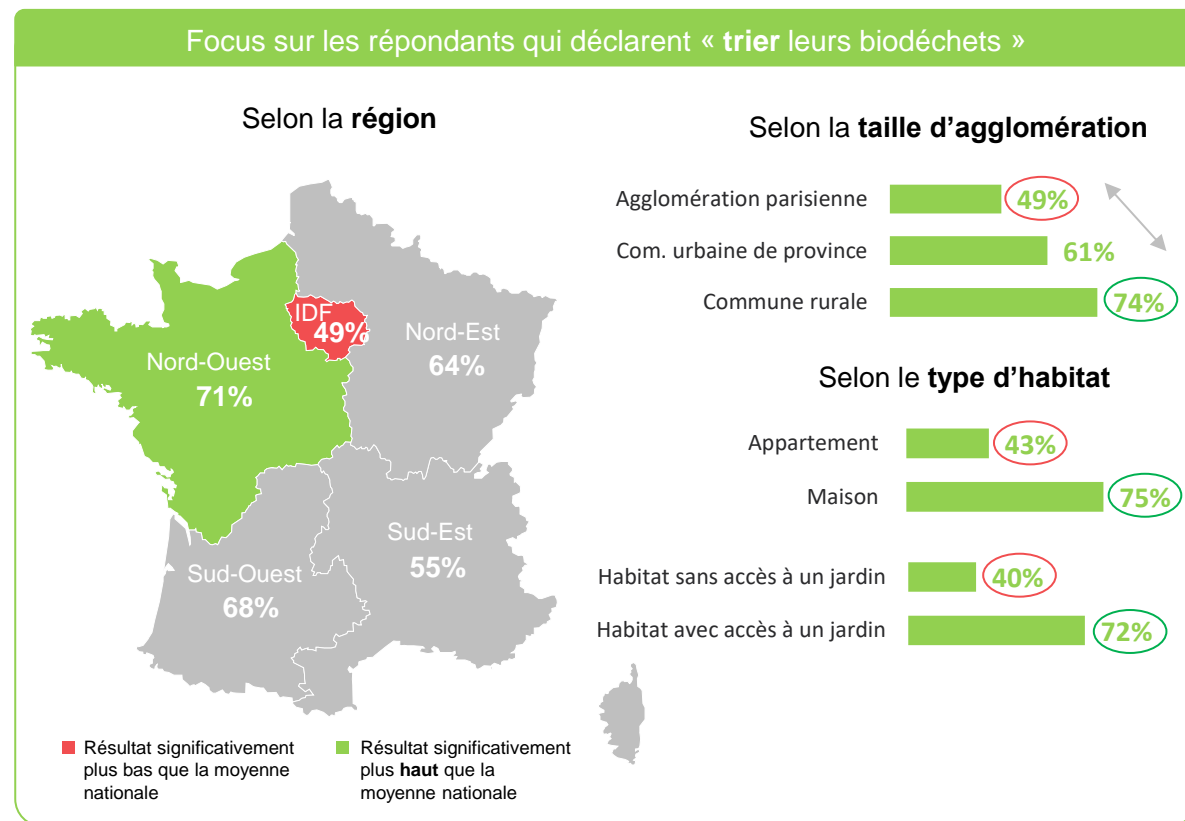 Focus sur les répondants qui déclarent « trier leurs biodéchets »
Selon la région
IDF
49%
Nord-Ouest
71%
Nord-Est
64%
Sud-Est
55%
Sud-Ouest
68%
Résultat significativement
plus bas que la moyenne
nationale
Résultat significativement
plus haut que la
moyenne nationale
Selon la taille d’agglomération
Agglomération parisienne 49%
Com. urbaine de province 61%
Commune rurale 74%
Selon le type d’habitat
Appartement 43%
Maison 75%
Habitat sans accès à un jardin 40%
Habitat avec accès à un jardin 72%